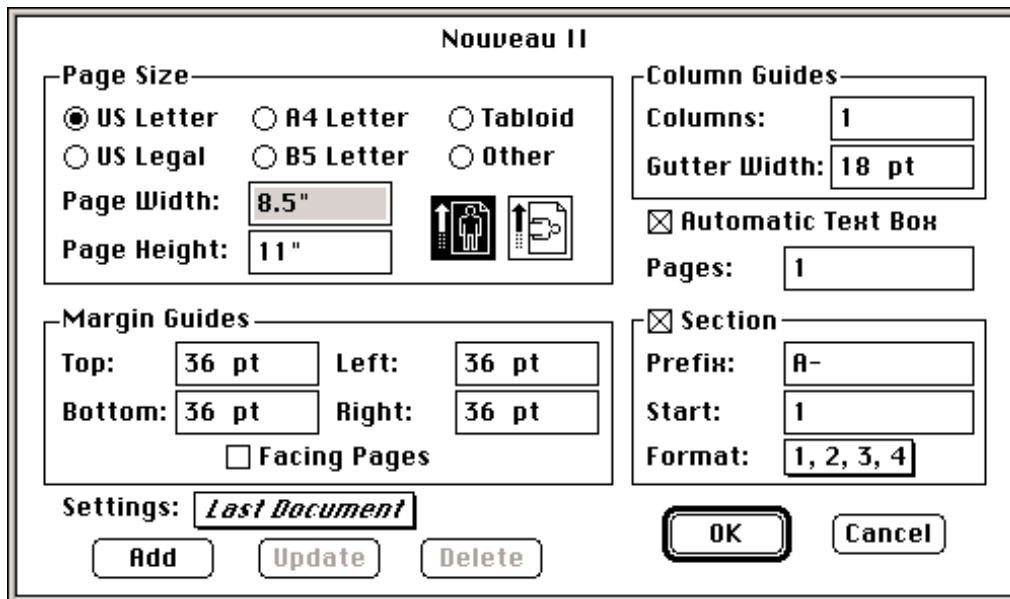 Nouveau II
Page Size
US Letter A4 Letter Tabloid
US Legal B5 Letter Other
Page Width: 8.5"
Page Height: 11"
Column Guides
Columns: 1
Gutter Width: 18 pt
Automatic Text Box
Pages: 1
Margin Guides
Top: 36 pt Left: 36 pt
Bottom: 36 pt Right: 36 pt
Facing Pages
Section
Prefix: A-
Start: 1
Format: 1, 2, 3, 4
Settings: Last Document
Add Update Delete
OK Cancel